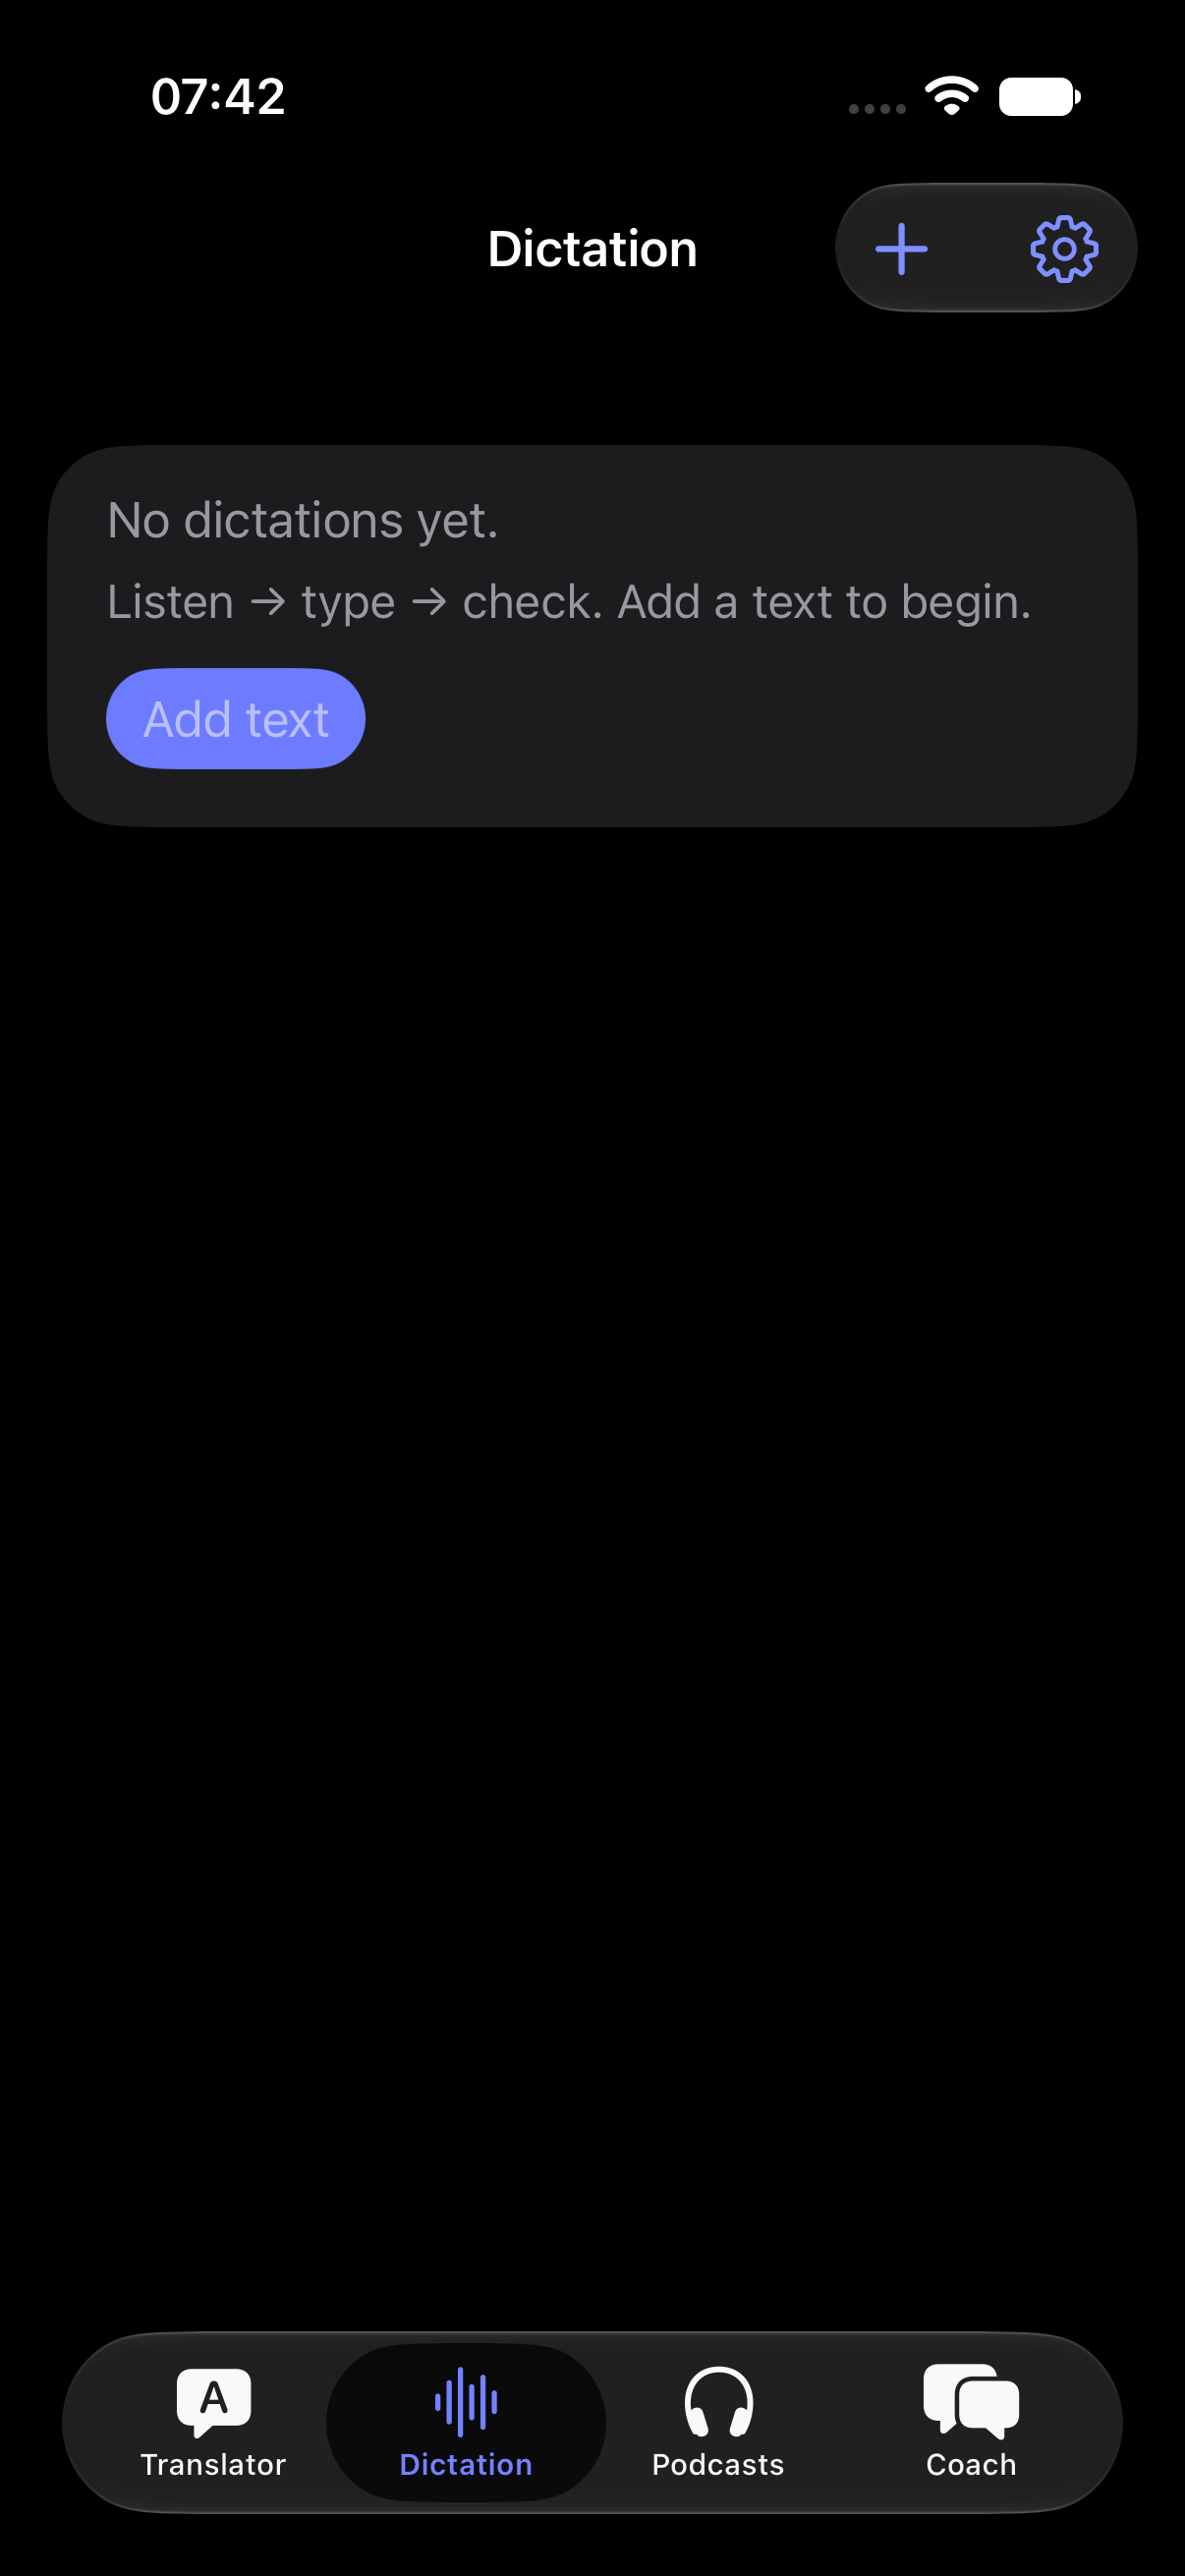 07:42
Dictation
No dictations yet.
Listen → type → check. Add a text to begin.
Add text
A
Translator
Dictation
Podcasts
Coach